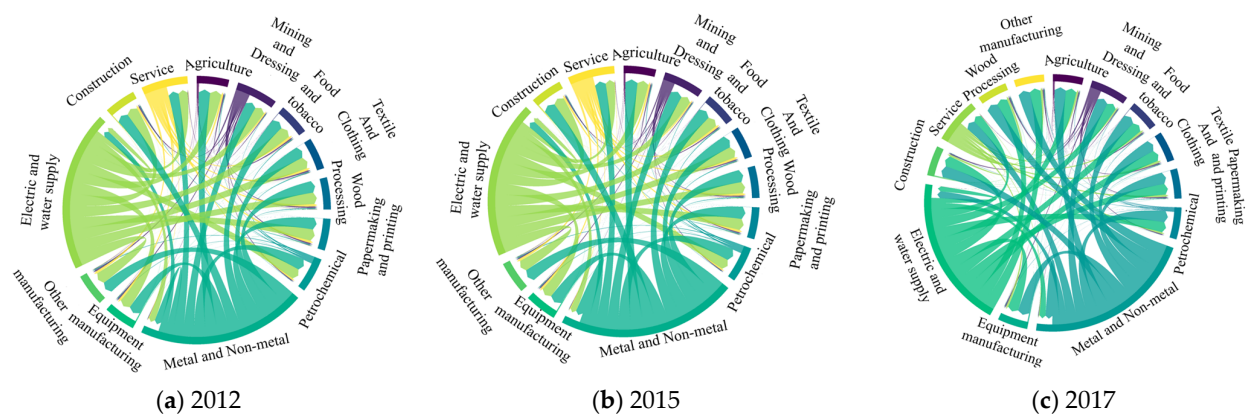 Construction
Service
Agriculture
Mining
and
Dressing and
Food
tobacco
Textile
And
Clothing
Wood
Processing
Papermaking
and printing
Petrochemical
Metal and Non-metal
Equipment
manufacturing
Other
manufacturing
Electric and
water supply
(a) 2012
Construction
Service
Agriculture
Mining
and
Dressing and
Food
tobacco
Textile
And
Clothing
Wood
Processing
Papermaking
and printing
Petrochemical
Metal and Non-metal
Equipment
manufacturing
Other
manufacturing
Electric and
water supply
(b) 2015
Construction
Service
Wood
Processing
Other
manufacturing
Agriculture
Mining
and
Dressing and
Food
tobacco
Textile
And
Clothing
Papermaking
and printing
Petrochemical
Metal and Non-metal
Equipment
manufacturing
Electric and
water supply
(c) 2017